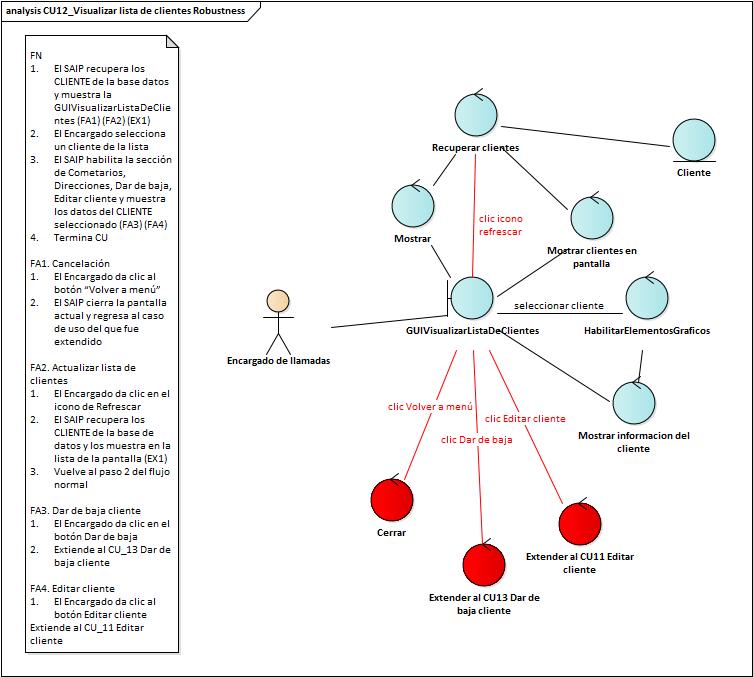 analysis CU12_Visualizar lista de clientes Robustness
FN
1. El SAIP recupera los
CLIENTE de la base datos
y muestra la
GUIVisualizarListaDeClie
ntes (FA1) (FA2) (EX1)
2. El Encargado selecciona
un cliente de la lista
3. El SAIP habilita la sección
de Cometarios,
Direcciones, Dar de baja,
Editar cliente y muestra
los datos del CLIENTE
seleccionado (FA3) (FA4)
4. Termina CU
FA1. Cancelación
1. El Encargado da clic al
botón “Volver a menú”
2. El SAIP cierra la pantalla
actual y regresa al caso
de uso del que fue
extendido
FA2. Actualizar lista de
clientes
1. El Encargado da clic en el
icono de Refrescar
2. El SAIP recupera los
CLIENTE de la base de
datos y los muestra en la
lista de la pantalla (EX1)
3. Vuelve al paso 2 del flujo
normal
FA3. Dar de baja cliente
1. El Encargado da clic en el
botón Dar de baja
2. Extiende al CU_13 Dar de
baja cliente
FA4. Editar cliente
1. El Encargado da clic al
botón Editar cliente
Extiende al CU_11 Editar
cliente
Recuperar clientes
Cliente
Mostrar
clic icono
refrescar
Mostrar clientes en
pantalla
Encargado de llamadas
GUIVisualizarListaDeClientes
seleccionar cliente
HabilitarElementosGraficos
Mostrar informacion del
cliente
clic Volver a menú
clic Editar cliente
clic Dar de baja
Cerrar
Extender al CU11 Editar
cliente
Extender al CU13 Dar de
baja cliente